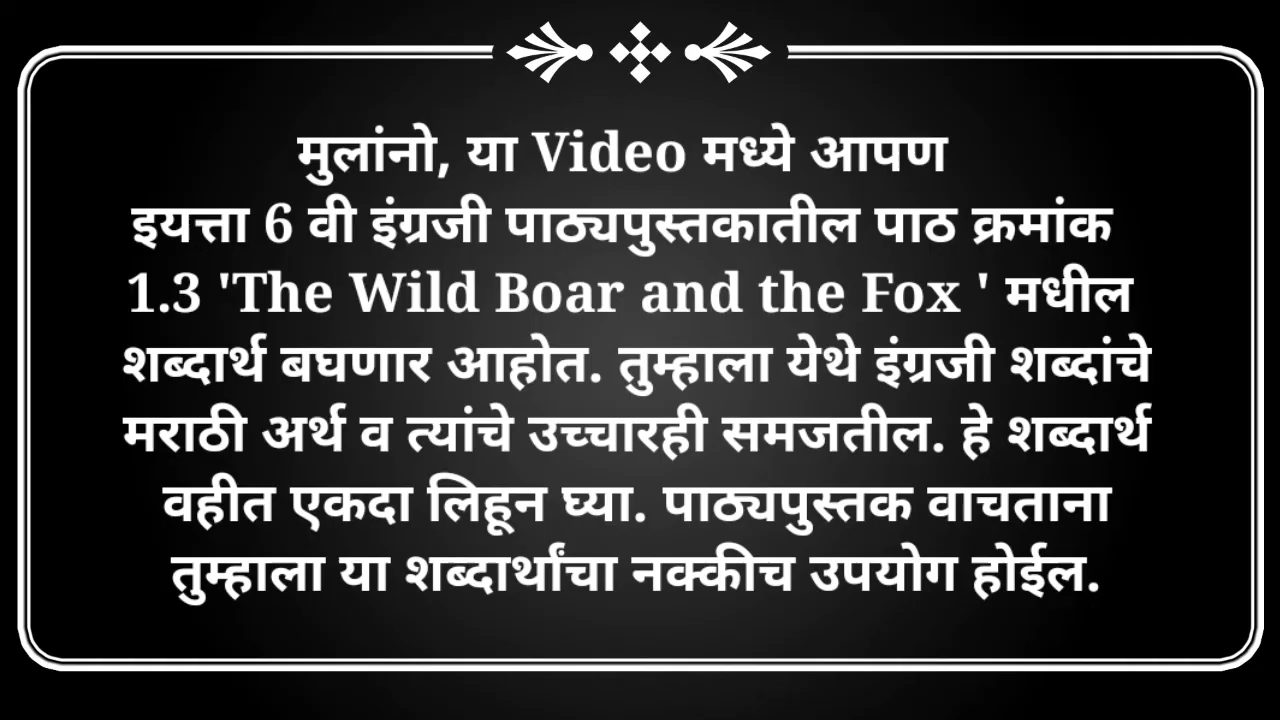 मुलांनो, या Video मध्ये आपण
इयत्ता 6 वी इंग्रजी पाठ्यपुस्तकातील पाठ क्रमांक
1.3 'The Wild Boar and the Fox ' मधील
शब्दार्थ बघणार आहोत. तुम्हाला येथे इंग्रजी शब्दांचे
मराठी अर्थ व त्यांचे उच्चारही समजतील. हे शब्दार्थ
वहीत एकदा लिहून घ्या. पाठ्यपुस्तक वाचताना
तुम्हाला या शब्दार्थांचा नक्कीच उपयोग होईल.